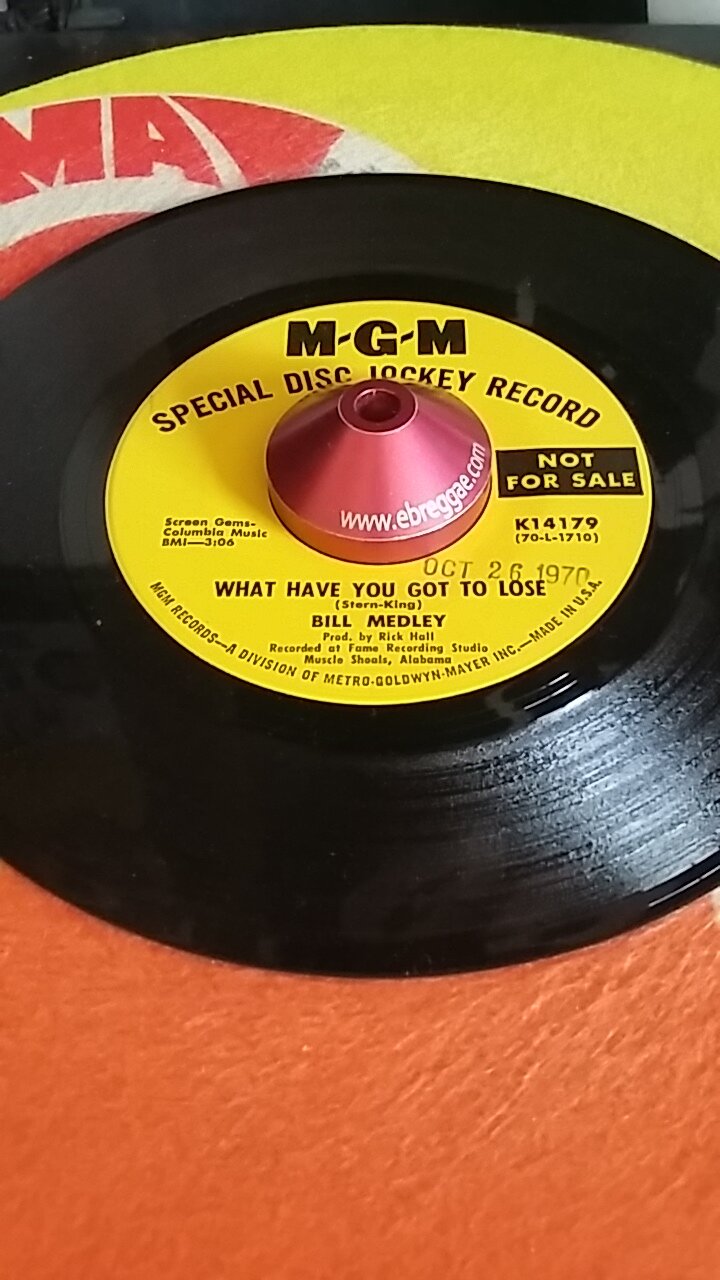 MA
M-G-M
SPECIAL DISC JOCKEY RECORD
NOT
FOR SALE
www.ebreggae.com
Screen Gems-
Columbia Music
BMI—3:06
K14179
(70-L-1710)
OCT 26 1970
WHAT HAVE YOU GOT TO LOSE
(Stern-King)
BILL MEDLEY
Prod. by Rick Hall
Recorded at Fame Recording Studio
Muscle Shoals, Alabama
MGM RECORDS—A DIVISION OF METRO-GOLDWYN-MAYER INC.—MADE IN U.S.A.